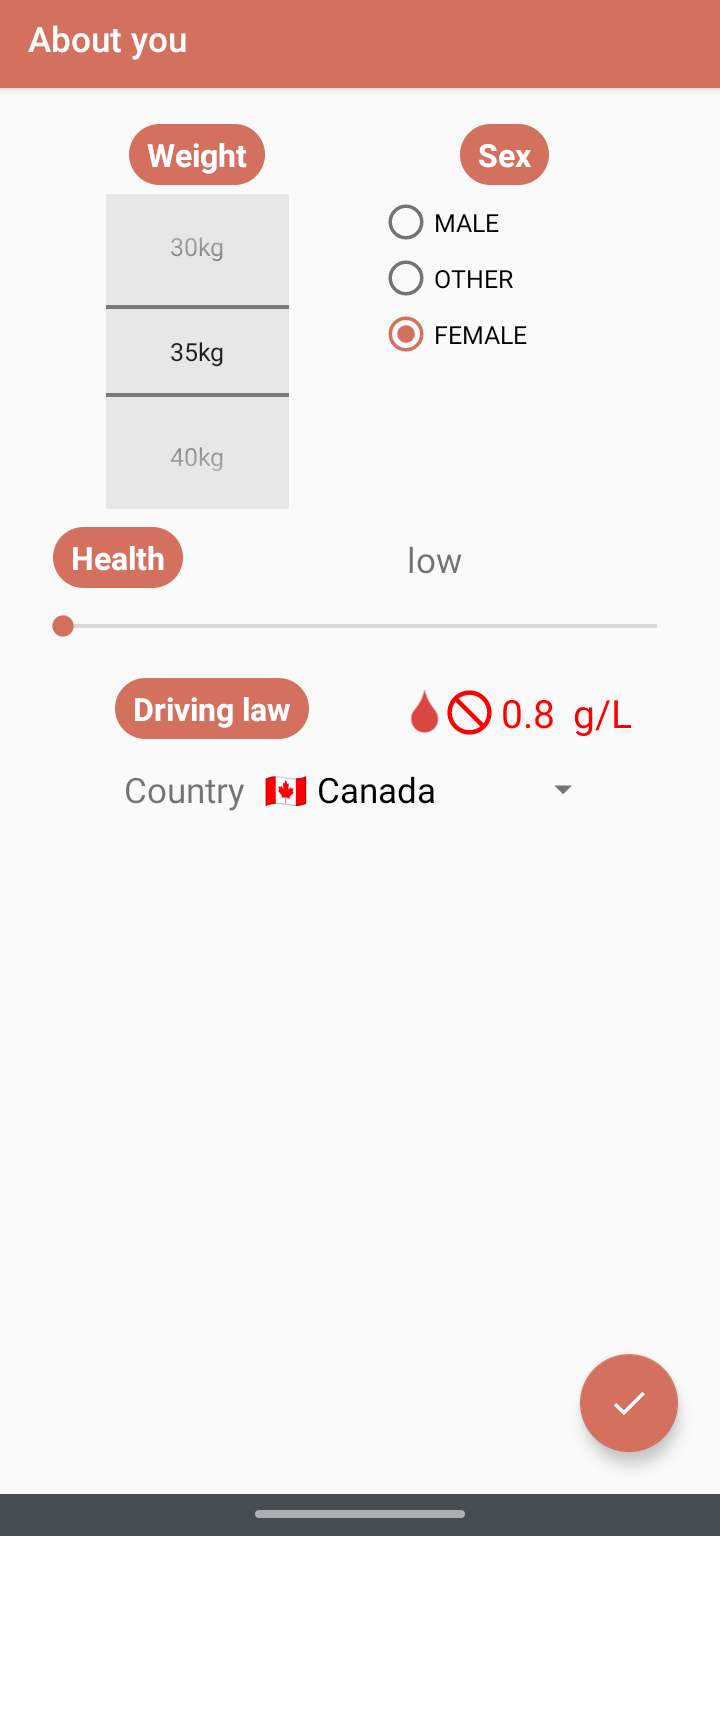 About you
Weight
Sex
30kg
35kg
40kg
MALE
OTHER
FEMALE
Health
low
Driving law
0.8 g/L
Country
Canada